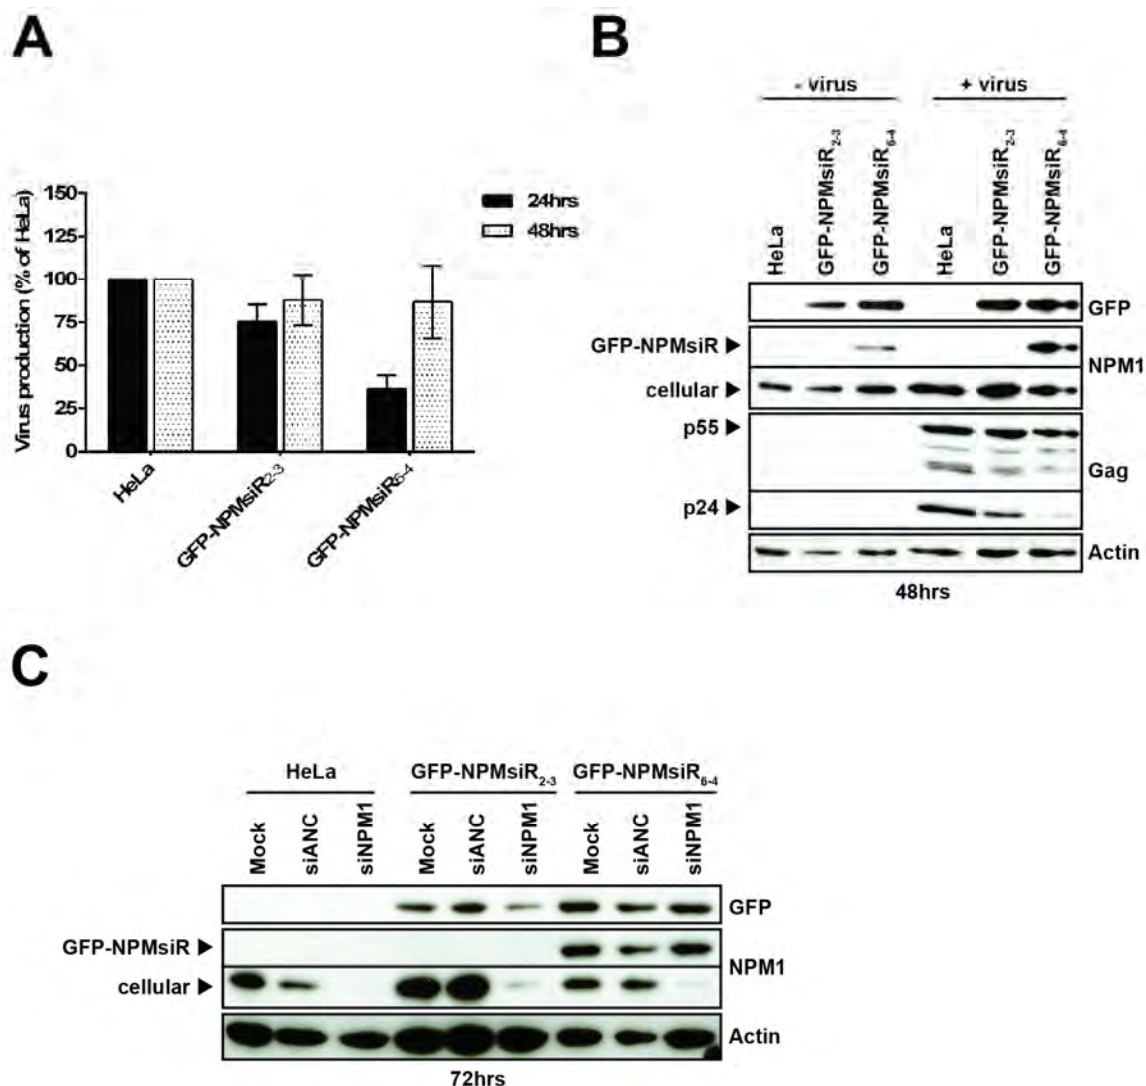 A
Virus production (% of HeLa)
150
125
100
75
50
25
0
24hrs
48hrs
HeLa
GFP-NPMsiR2-3
GFP-NPMsiR6-4
B
- virus
+ virus
HeLa
GFP-NPMsiR2-3
GFP-NPMsiR6-4
HeLa
GFP-NPMsiR2-3
GFP-NPMsiR6-4
GFP
GFP-NPMsiR ▶
NPM1
cellular ▶
p55 ▶
Gag
p24 ▶
Actin
48hrs
C
HeLa
GFP-NPMsiR2-3
GFP-NPMsiR6-4
Mock
siANC
siNPM1
Mock
siANC
siNPM1
Mock
siANC
siNPM1
GFP
GFP-NPMsiR ▶
NPM1
cellular ▶
Actin
72hrs